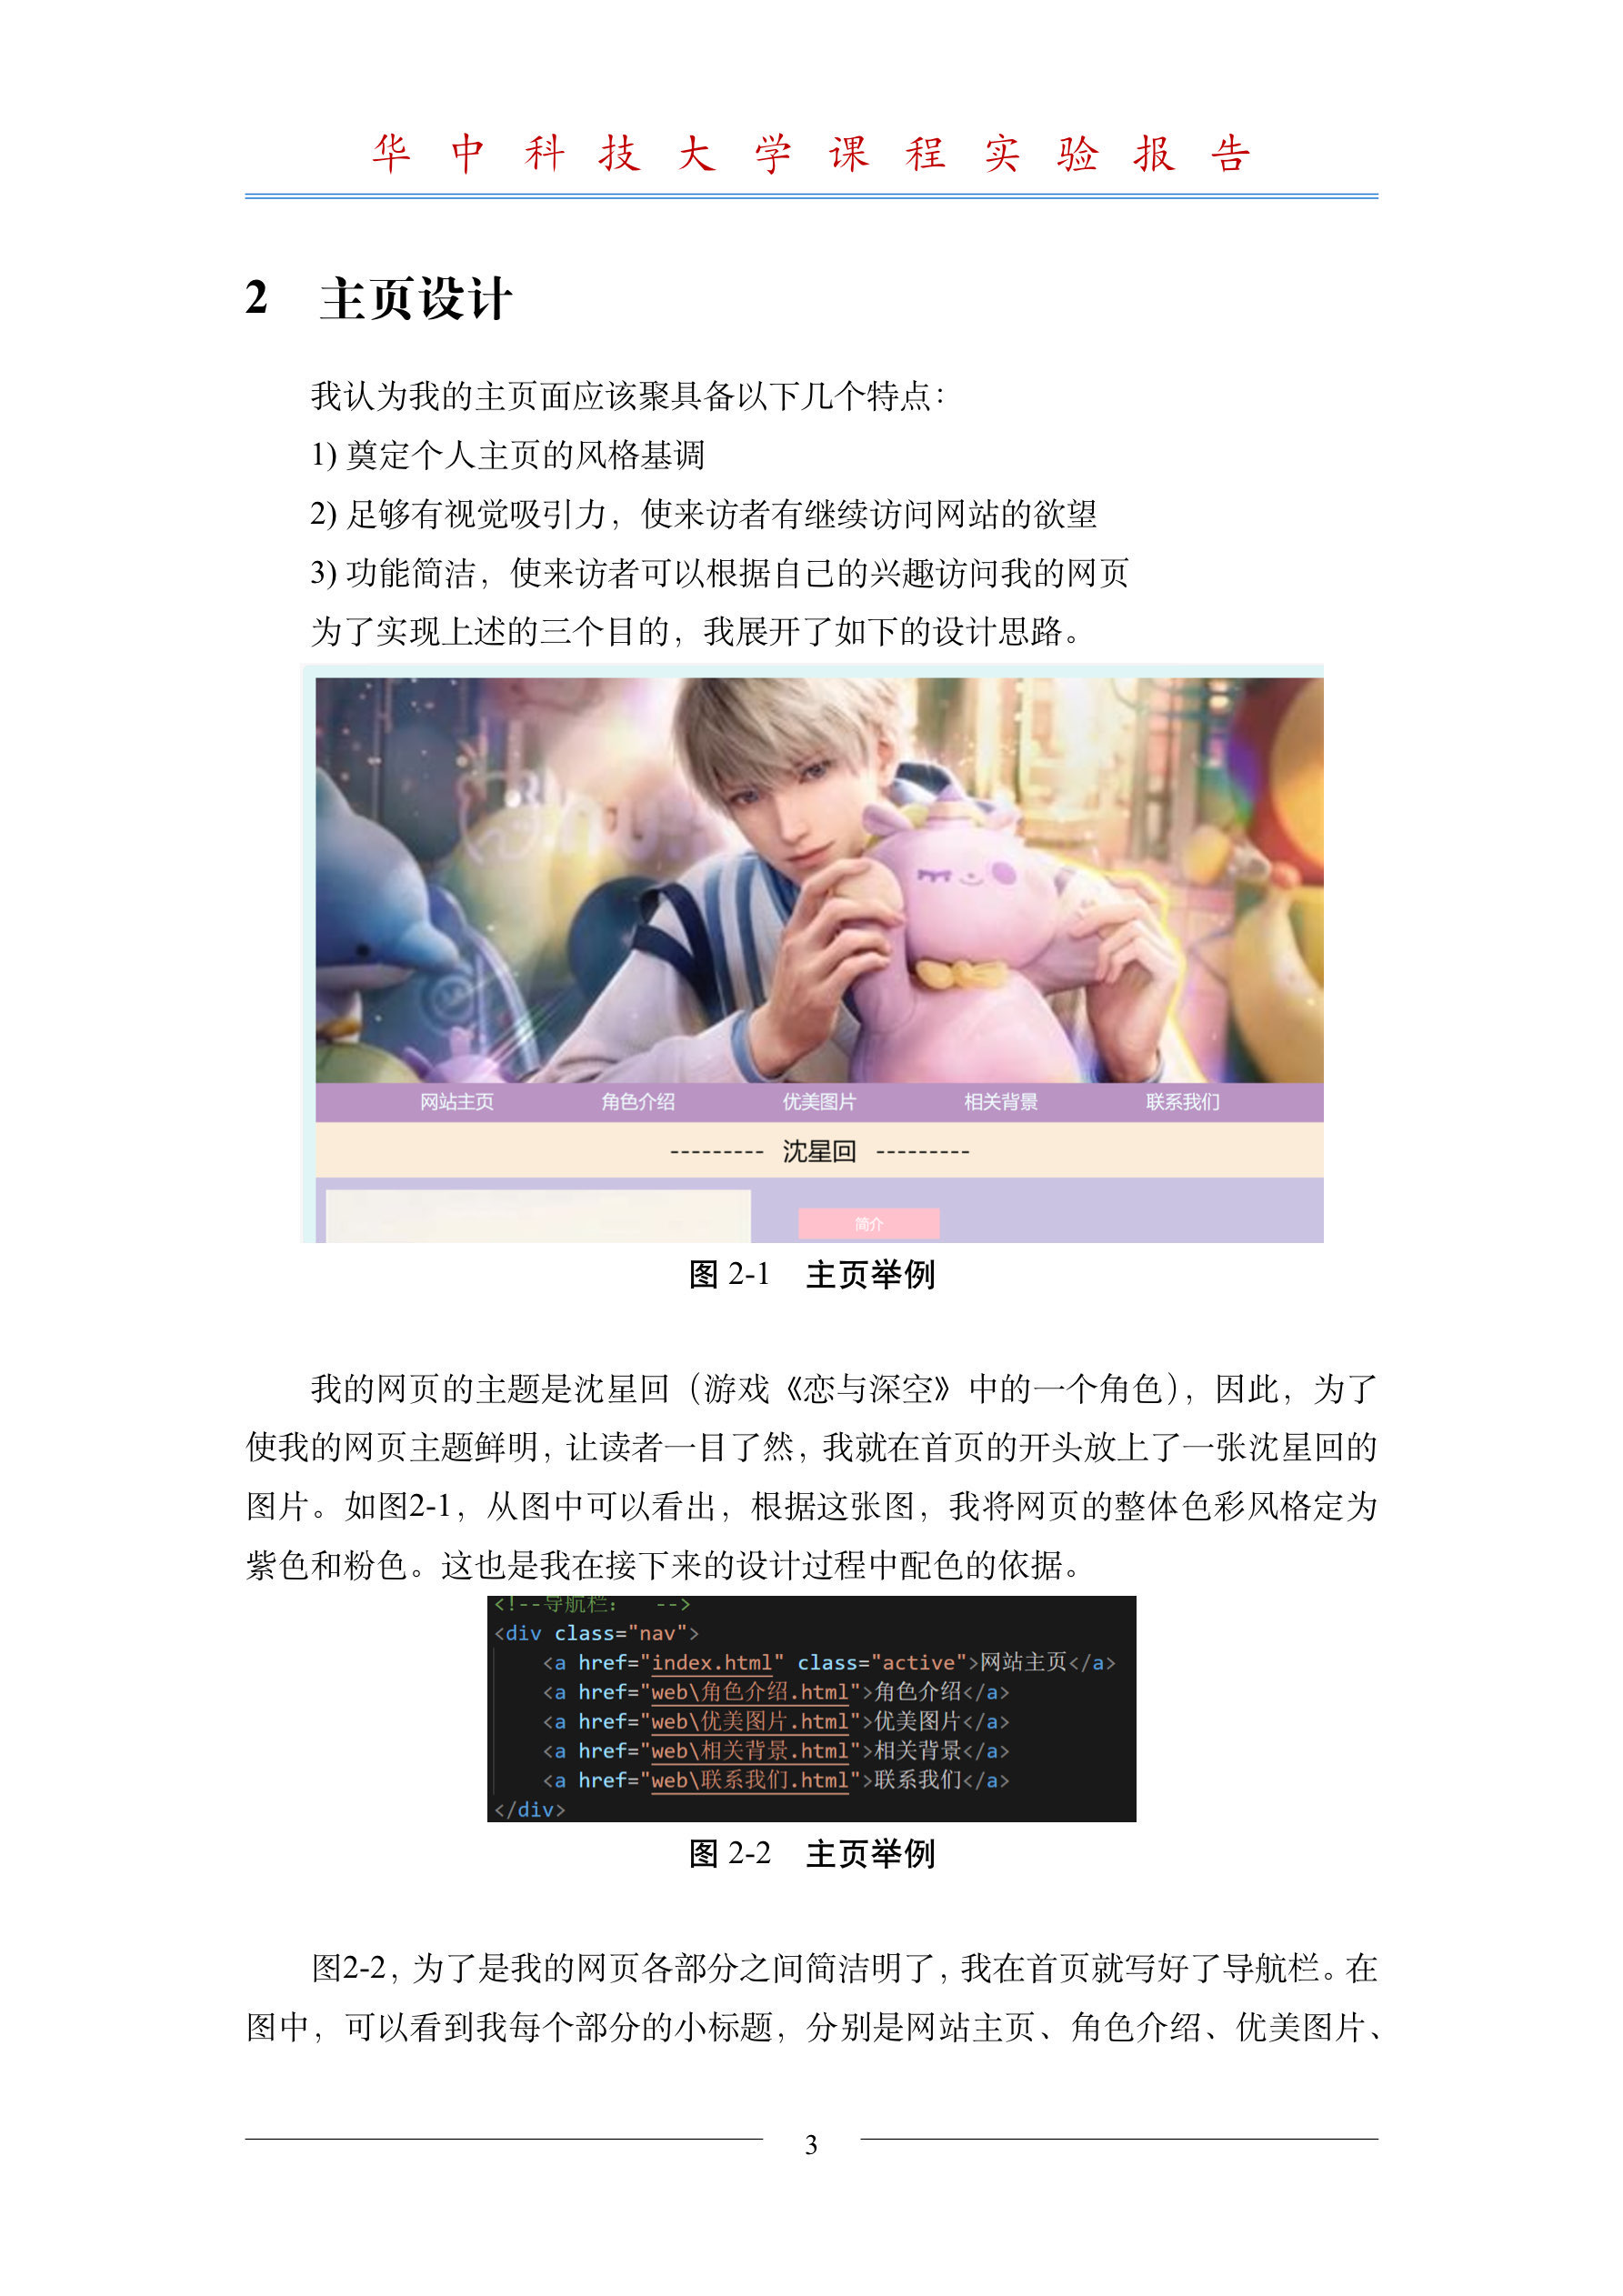 华中科技大学课程实验报告
2 主页设计
我认为我的主页面应该聚具备以下几个特点：
1) 奠定个人主页的风格基调
2) 足够有视觉吸引力，使来访者有继续访问网站的欲望
3) 功能简洁，使来访者可以根据自己的兴趣访问我的网页
为了实现上述的三个目的，我展开了如下的设计思路。
网站主页 角色介绍 优美图片 相关背景 联系我们
--------- 沈星回 ---------
简介
图 2-1 主页举例
我的网页的主题是沈星回（游戏《恋与深空》中的一个角色），因此，为了
使我的网页主题鲜明，让读者一目了然，我就在首页的开头放上了一张沈星回的
图片。如图2-1，从图中可以看出，根据这张图，我将网页的整体色彩风格定为
紫色和粉色。这也是我在接下来的设计过程中配色的依据。
<!--导航栏： -->
<div class="nav">
<a href="index.html" class="active">网站主页</a>
<a href="web\角色介绍.html">角色介绍</a>
<a href="web\优美图片.html">优美图片</a>
<a href="web\相关背景.html">相关背景</a>
<a href="web\联系我们.html">联系我们</a>
</div>
图 2-2 主页举例
图2-2，为了是我的网页各部分之间简洁明了，我在首页就写好了导航栏。在
图中，可以看到我每个部分的小标题，分别是网站主页、角色介绍、优美图片、
3